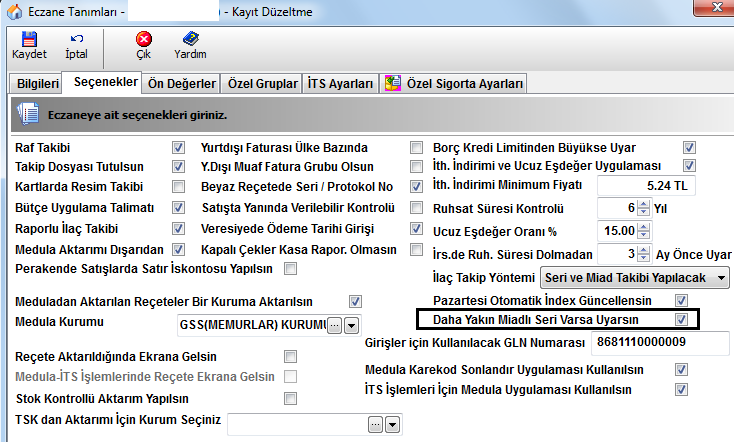 Eczane Tanımları - ) - Kayıt Düzeltme
Kaydet İptal Çık Yardım
Bilgileri Seçenekler Ön Değerler Özel Gruplar İTS Ayarları Özel Sigorta Ayarları
Eczaneye ait seçenekleri giriniz.
Raf Takibi Yurtdışı Faturası Ülke Bazında Borç Kredi Limitinden Büyükse Uyar
Takip Dosyası Tutulsun Y.Dışı Muaf Fatura Grubu Olsun İth. İndirimi ve Ucuz Eşdeğer Uygulaması
Kartlarda Resim Takibi Beyaz Reçetede Seri / Protokol No İth. İndirimi Minimum Fiyatı 5.24 TL
Bütçe Uygulama Talimatı Satışta Yanında Verilebilir Kontrolü Ruhsat Süresi Kontrolü 6 Yıl
Raporlu İlaç Takibi Veresiyede Ödeme Tarihi Girişi Ucuz Eşdeğer Oranı % 15.00
Medula Aktarımı Dışarıdan Kapalı Çekler Kasa Rapor. Olmasın İrs.de Ruh. Süresi Dolmadan 3 Ay Önce Uyar
Perakende Satışlarda Satır İskontosu Yapılsın
İlaç Takip Yöntemi Seri ve Miad Takibi Yapılacak
Meduladan Aktarılan Reçeteler Bir Kuruma Aktarılsın Pazartesi Otomatik İndex Güncellensin
Medula Kurumu GSS(MEMURLAR) KURUMU ... Daha Yakın Miadlı Seri Varsa Uyarsın
Girişler için Kullanılacak GLN Numarası 8681110000009
Reçete Aktarıldığında Ekrana Gelsin
Medula-İTS İşlemlerinde Reçete Ekrana Gelsin Medula Karekod Sonlandır Uygulaması Kullanılsın
Stok Kontrollü Aktarım Yapılsın İTS İşlemleri İçin Medula Uygulaması Kullanılsın
TSK dan Aktarımı İçin Kurum Seçiniz ...